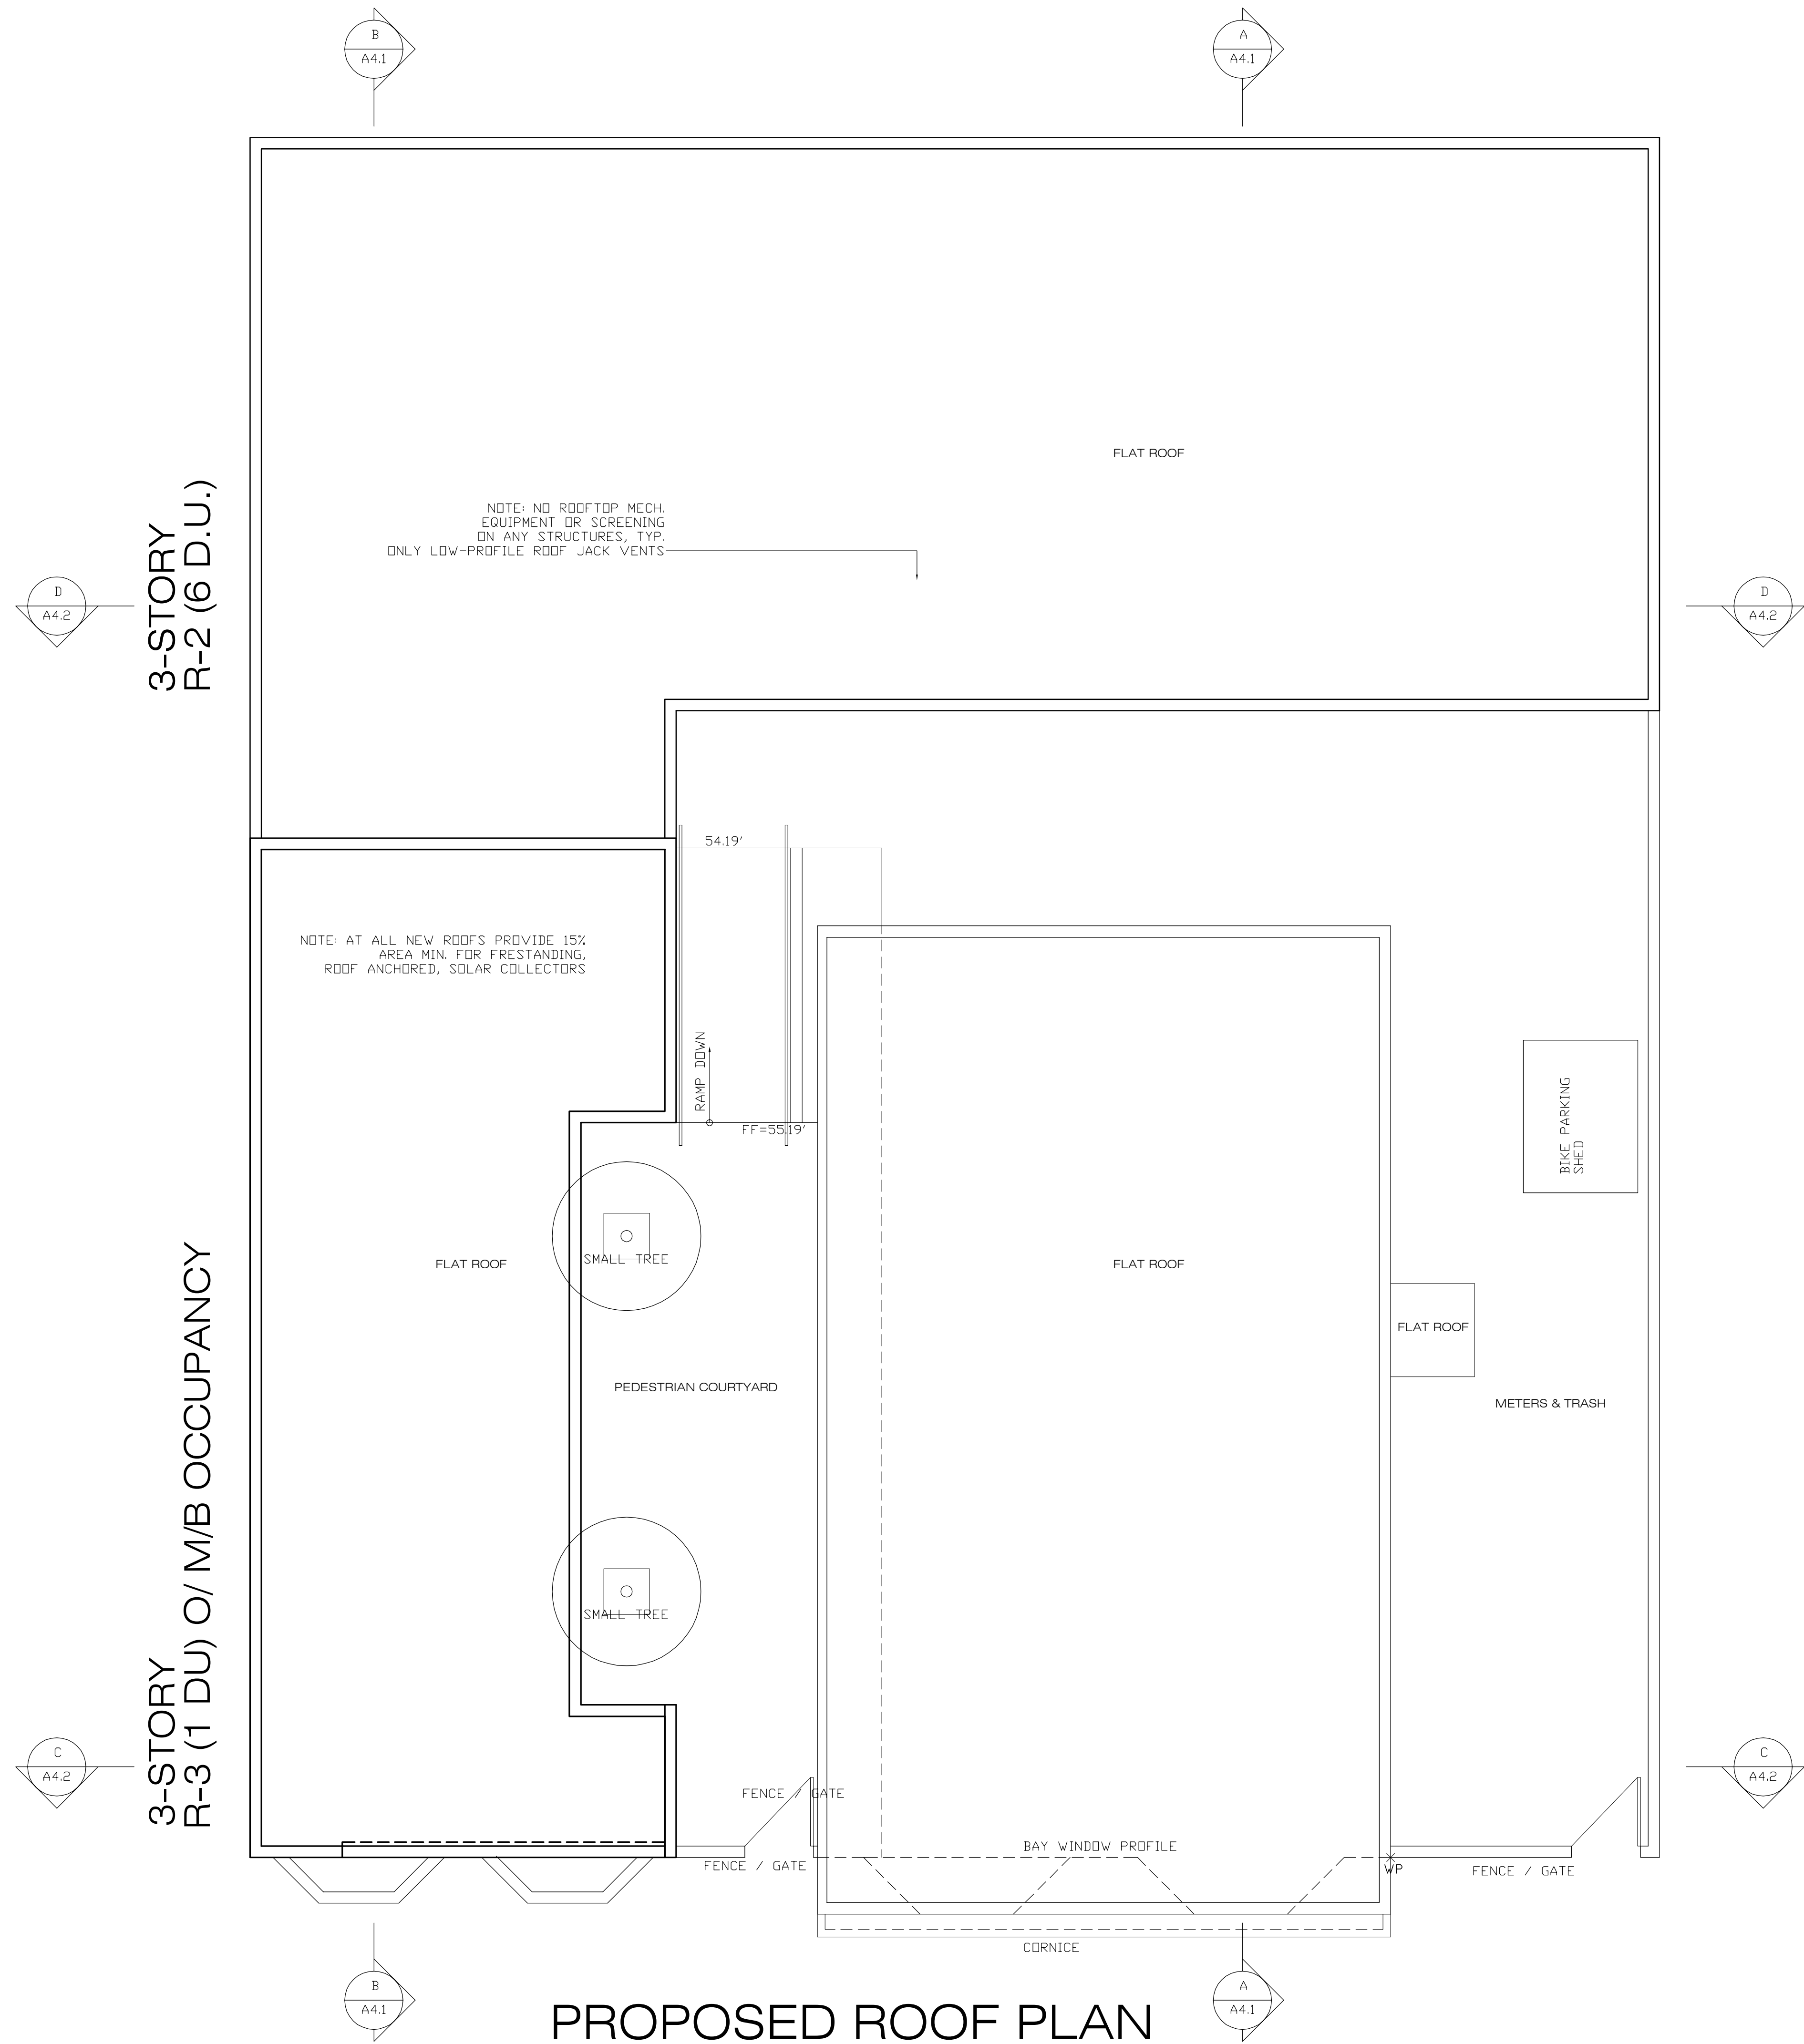 B
A4.1
A
A4.1
FLAT ROOF
NOTE: NO ROOFTOP MECH.
EQUIPMENT OR SCREENING
ON ANY STRUCTURES, TYP.
ONLY LOW-PROFILE ROOF JACK VENTS
3-STORY
R-2 (6 D.U.)
D
A4.2
D
A4.2
54.19'
NOTE: AT ALL NEW ROOFS PROVIDE 15%
AREA MIN. FOR FRESTANDING,
ROOF ANCHORED, SOLAR COLLECTORS
RAMP DOWN
FF=55.19'
BIKE PARKING
SHED
SMALL TREE
FLAT ROOF
FLAT ROOF
FLAT ROOF
PEDESTRIAN COURTYARD
METERS & TRASH
3-STORY
R-3 (1 DU) O/ M/B OCCUPANCY
SMALL TREE
C
A4.2
C
A4.2
FENCE / GATE
BAY WINDOW PROFILE
FENCE / GATE
WP
FENCE / GATE
CORNICE
B
A4.1
A
A4.1
PROPOSED ROOF PLAN